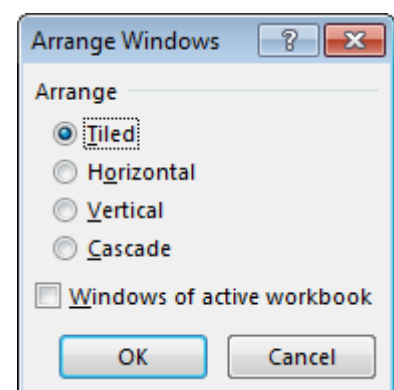 Arrange Windows ?
Arrange
Tiled
Horizontal
Vertical
Cascade
Windows of active workbook
OK Cancel